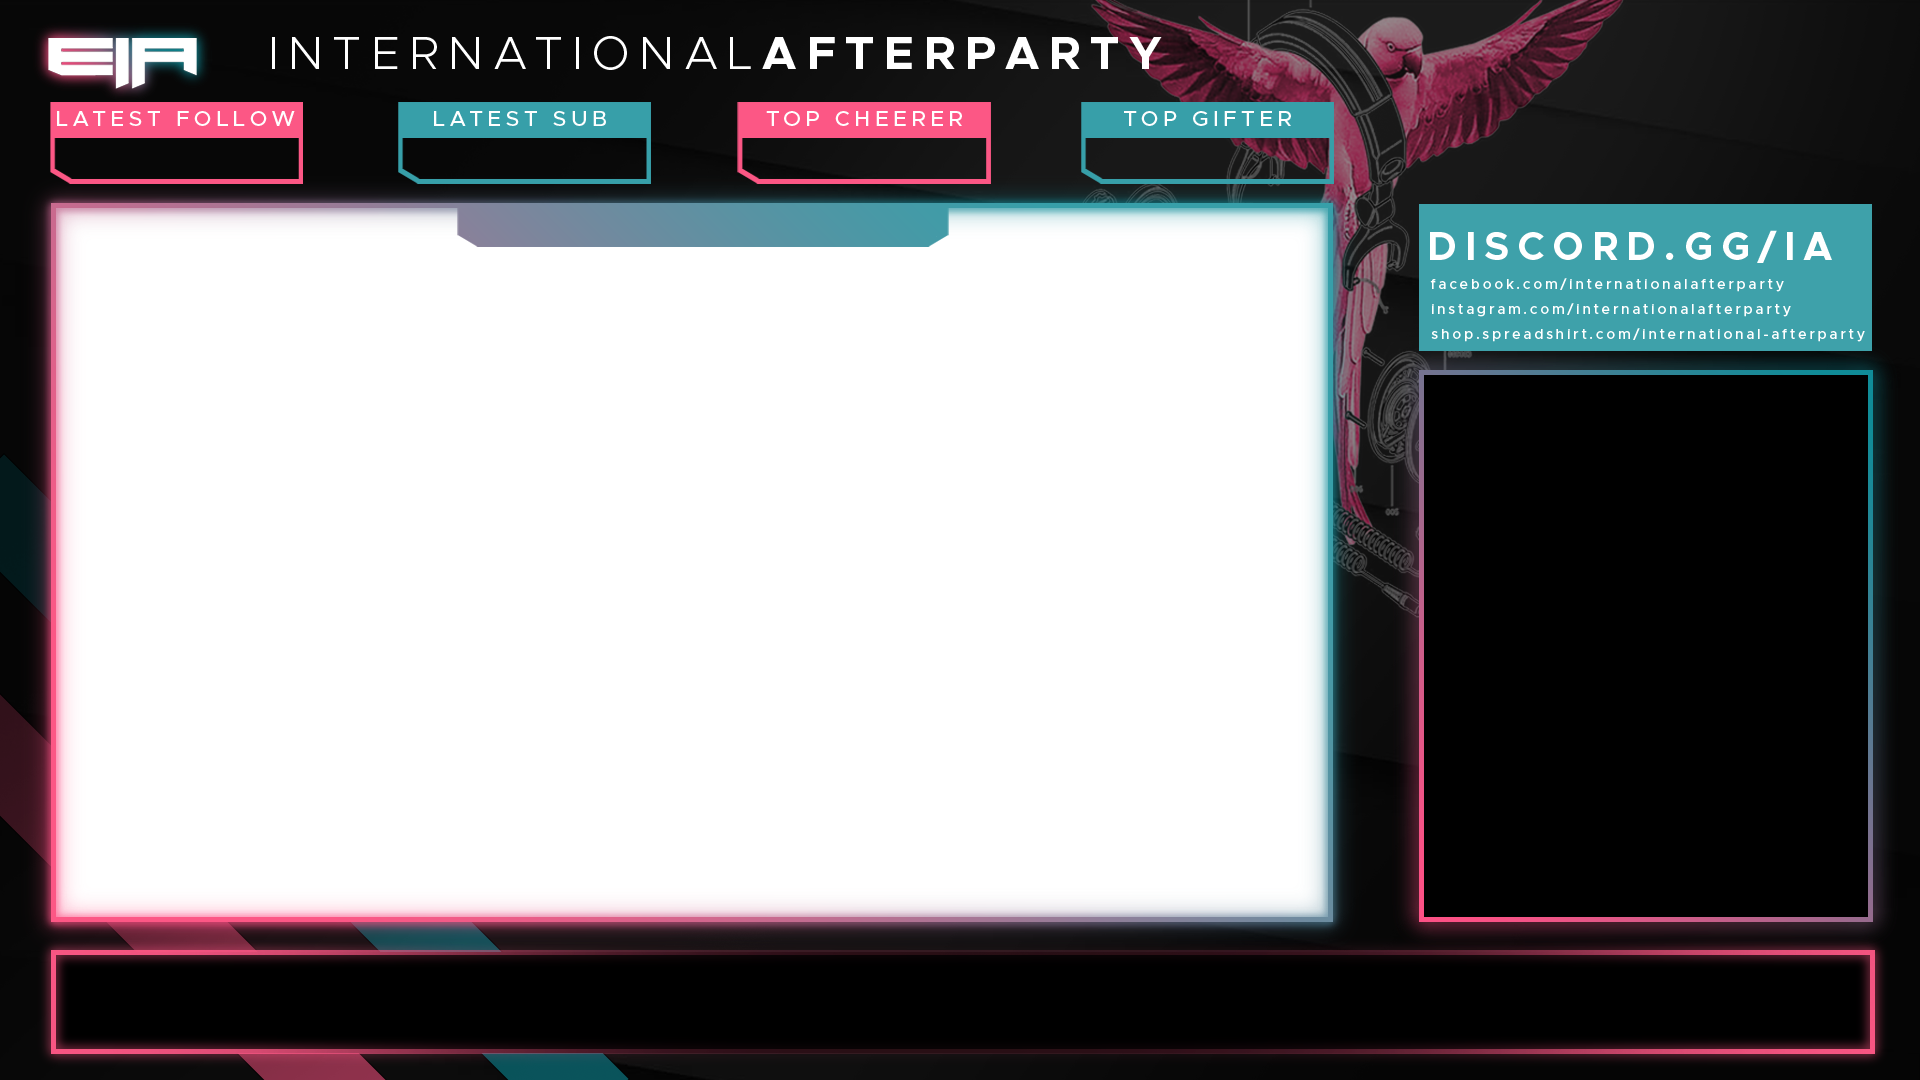 EIA
INTERNATIONALAFTERPARTY
LATEST FOLLOW
LATEST SUB
TOP CHEERER
TOP GIFTER
DISCORD.GG/IA
facebook.com/internationalafterparty
instagram.com/internationalafterparty
shop.spreadshirt.com/international-afterparty
005